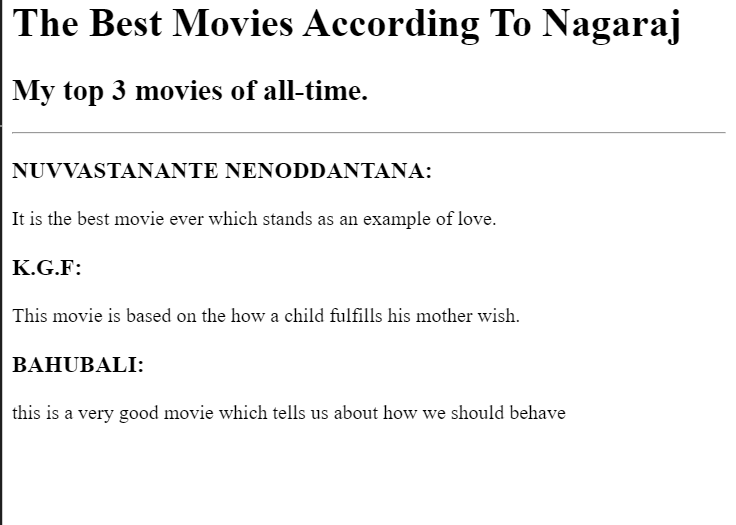 The Best Movies According To Nagaraj
My top 3 movies of all-time.
NUVVASTANANTE NENODDANTANA:
It is the best movie ever which stands as an example of love.
K.G.F:
This movie is based on the how a child fulfills his mother wish.
BAHUBALI:
this is a very good movie which tells us about how we should behave